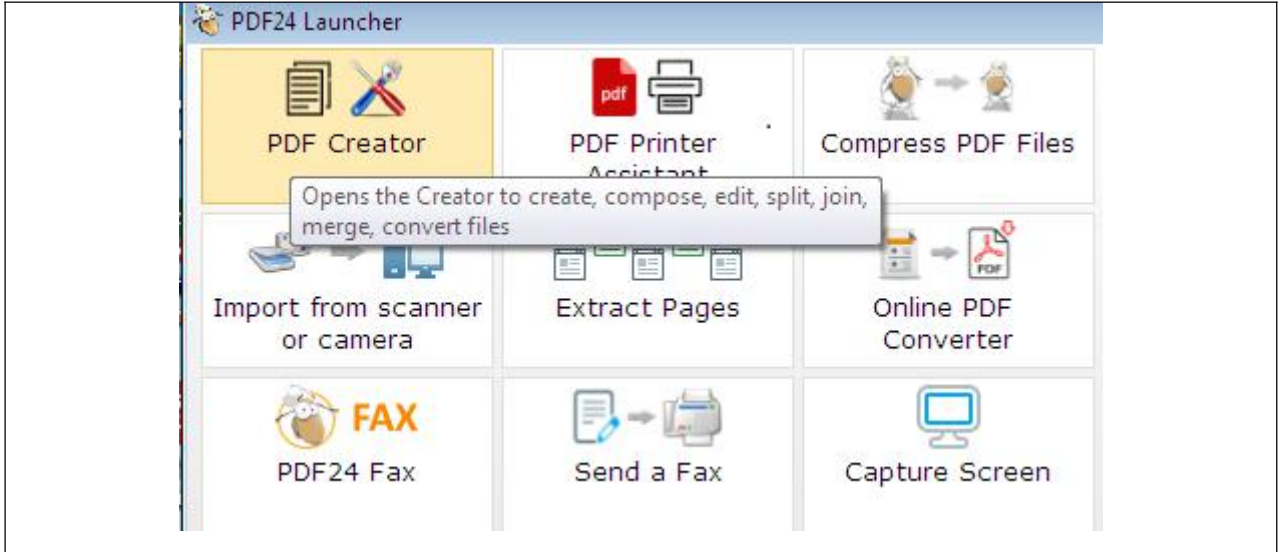 PDF24 Launcher
pdf
PDF Creator
PDF Printer
Assistant
Compress PDF Files
Opens the Creator to create, compose, edit, split, join,
merge, convert files
PDF
Import from scanner
or camera
Extract Pages
Online PDF
Converter
FAX
PDF24 Fax
Send a Fax
Capture Screen